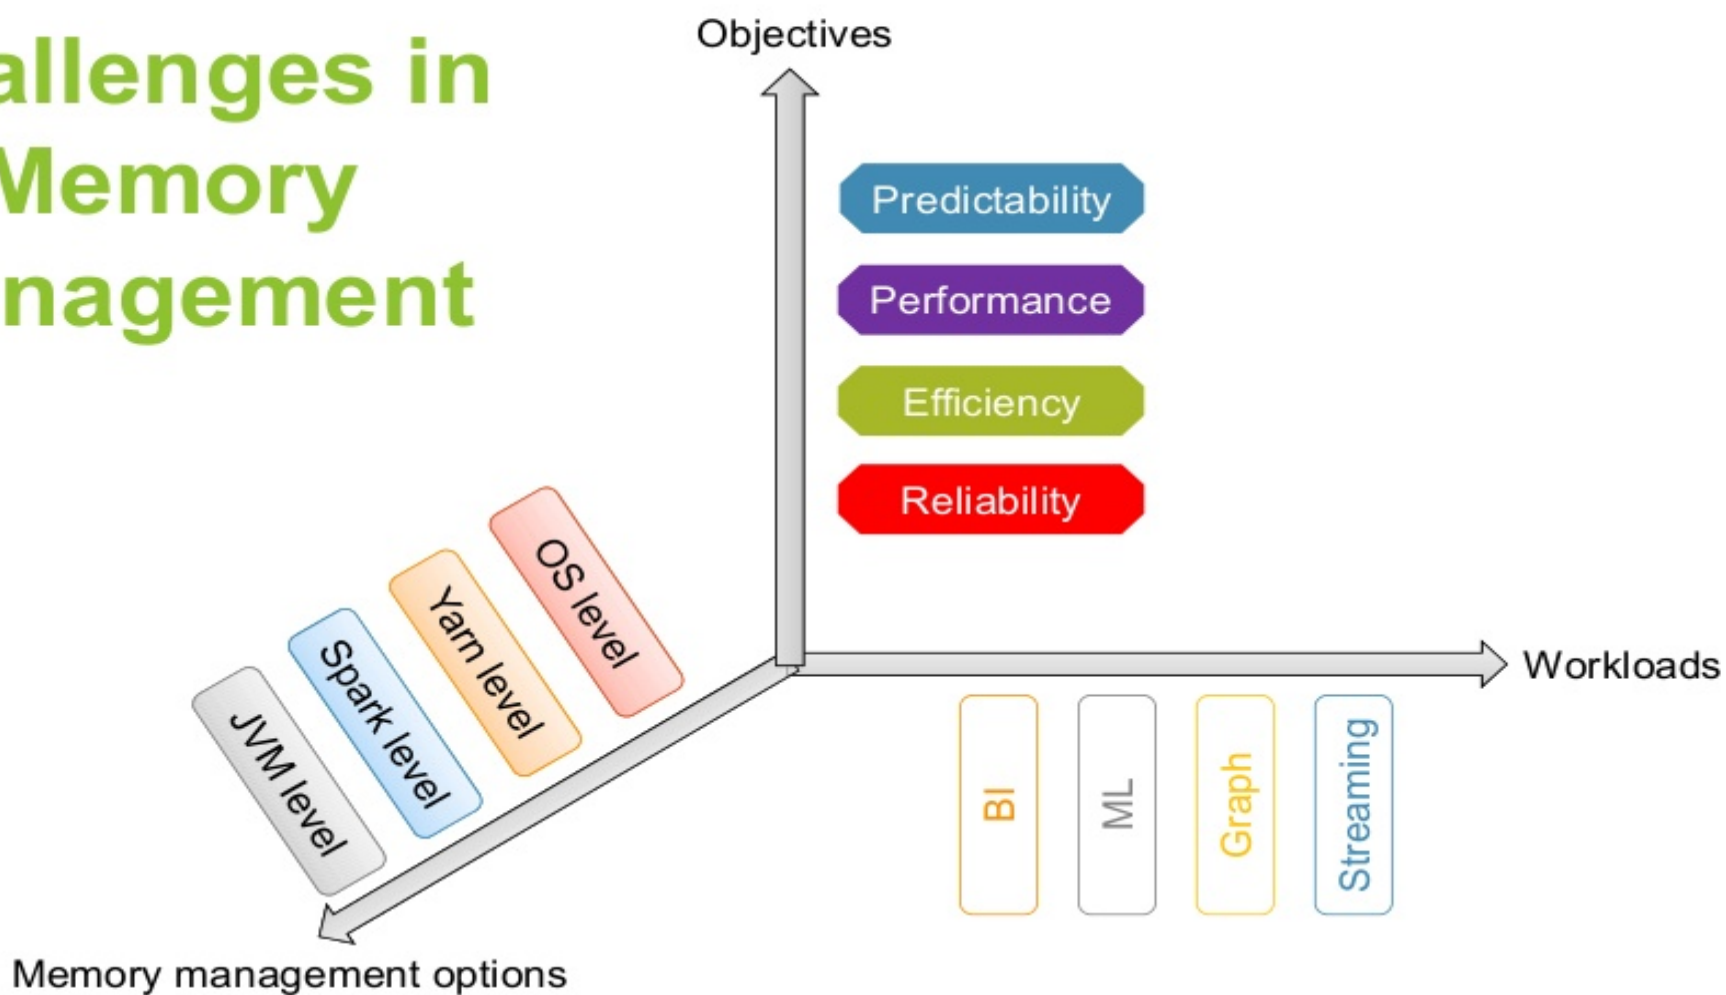 allenges in
Memory
nagement
Objectives
Predictability
Performance
Efficiency
Reliability
OS level
Yarn level
Spark level
JVM level
Workloads
BI
ML
Graph
Streaming
Memory management options